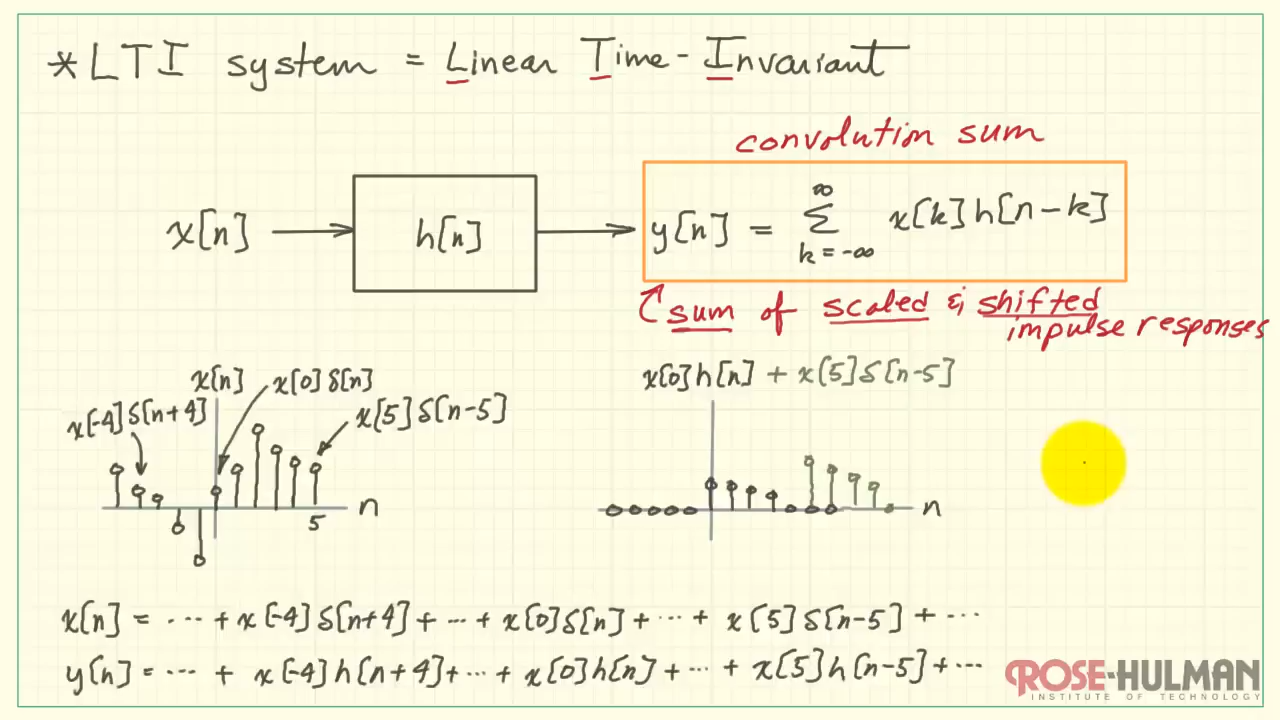 *LTI system = Linear Time-Invariant
convolution sum
x[n] h[n] y[n] = ∞ Σ k=-∞ x[k]h[n-k]
sum of scaled & shifted
impulse responses
x[n] x[0]δ[n]
x[-4]δ[n+4] x[5]δ[n-5]
n
5
x[0]h[n] + x[5]δ[n-5]
n
x[n] = ... + x[-4]δ[n+4] + ... + x[0]δ[n] + ... + x[5]δ[n-5] + ...
y[n] = ... + x[-4]h[n+4] + ... + x[0]h[n] + ... + x[5]h[n-5] + ...
ROSE-HULMAN
INSTITUTE OF TECHNOLOGY